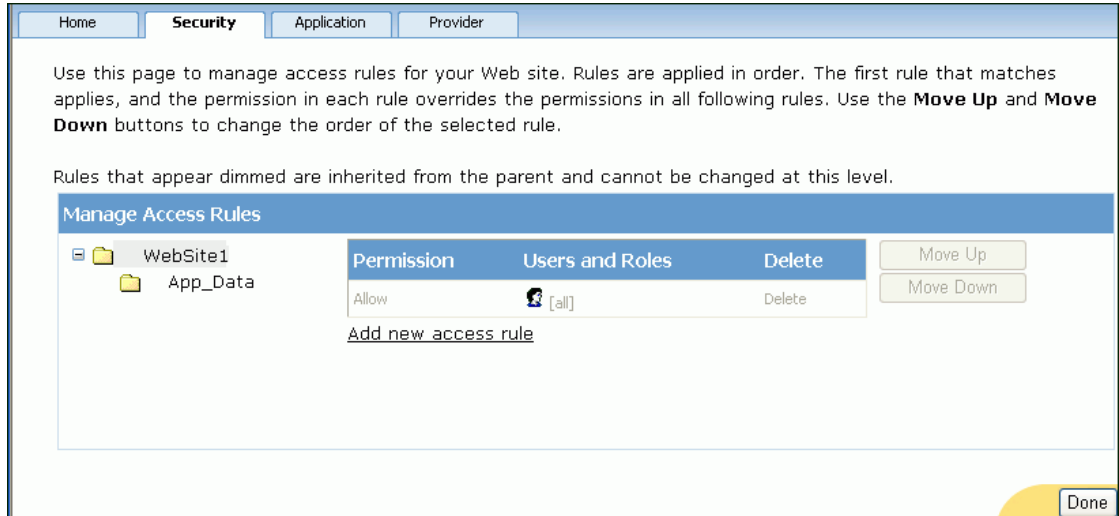 Home Security Application Provider
Use this page to manage access rules for your Web site. Rules are applied in order. The first rule that matches
applies, and the permission in each rule overrides the permissions in all following rules. Use the Move Up and Move
Down buttons to change the order of the selected rule.
Rules that appear dimmed are inherited from the parent and cannot be changed at this level.
Manage Access Rules
WebSite1
App_Data
Permission Users and Roles Delete
Allow [all] Delete
Add new access rule
Move Up
Move Down
Done